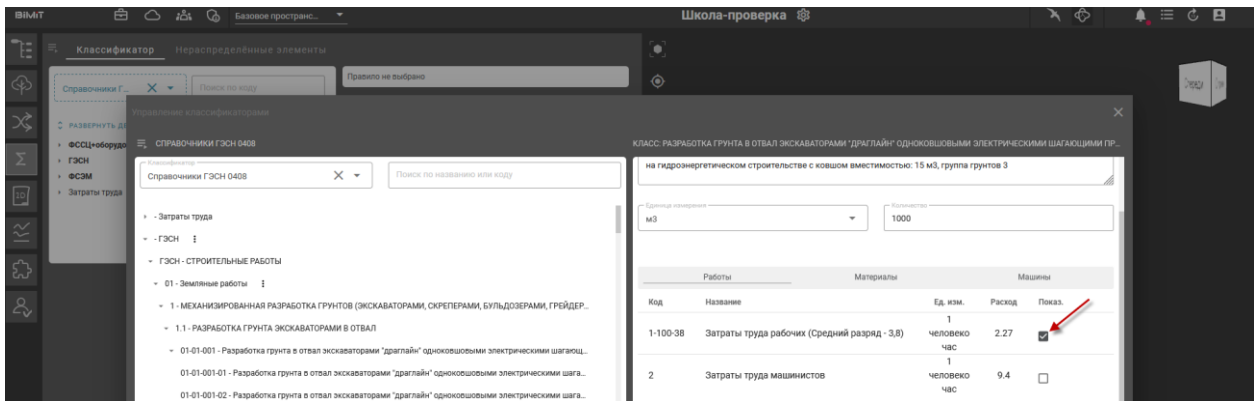 BIMIT
Базовое пространс...
Школа-проверка
Классификатор
Нераспределённые элементы
Справочники Г...
Поиск по коду
Правило не выбрано
РАЗВЕРНУТЬ ДЕ
ФССЦ+оборудо
ГЭСН
ФСЭМ
Затраты труда
Управление классификаторами
СПРАВОЧНИКИ ГЭСН 0408
Классификатор
Справочники ГЭСН 0408
Поиск по названию или коду
- Затраты труда
- ГЭСН
ГЭСН - СТРОИТЕЛЬНЫЕ РАБОТЫ
01 - Земляные работы
1 - МЕХАНИЗИРОВАННАЯ РАЗРАБОТКА ГРУНТОВ (ЭКСКАВАТОРАМИ, СКРЕПЕРАМИ, БУЛЬДОЗЕРАМИ, ГРЕЙДЕР...
1.1 - РАЗРАБОТКА ГРУНТА ЭКСКАВАТОРАМИ В ОТВАЛ
01-01-001 - Разработка грунта в отвал экскаваторами "драглайн" одноковшовыми электрическими шагающ...
01-01-001-01 - Разработка грунта в отвал экскаваторами "драглайн" одноковшовыми электрическими шага...
01-01-001-02 - Разработка грунта в отвал экскаваторами "драглайн" одноковшовыми электрическими шага...
КЛАСС: РАЗРАБОТКА ГРУНТА В ОТВАЛ ЭКСКАВАТОРАМИ "ДРАГЛАЙН" ОДНОКОВШОВЫМИ ЭЛЕКТРИЧЕСКИМИ ШАГАЮЩИМИ ПР...
на гидроэнергетическом строительстве с ковшом вместимостью: 15 м3, группа грунтов 3
Единица измерения
м3
Количество
1000
Работы
Материалы
Машины
Код Название Ед. изм. Расход Показ.
1-100-38 Затраты труда рабочих (Средний разряд - 3,8) 1 человеко час 2.27
2 Затраты труда машинистов 1 человеко час 9.4